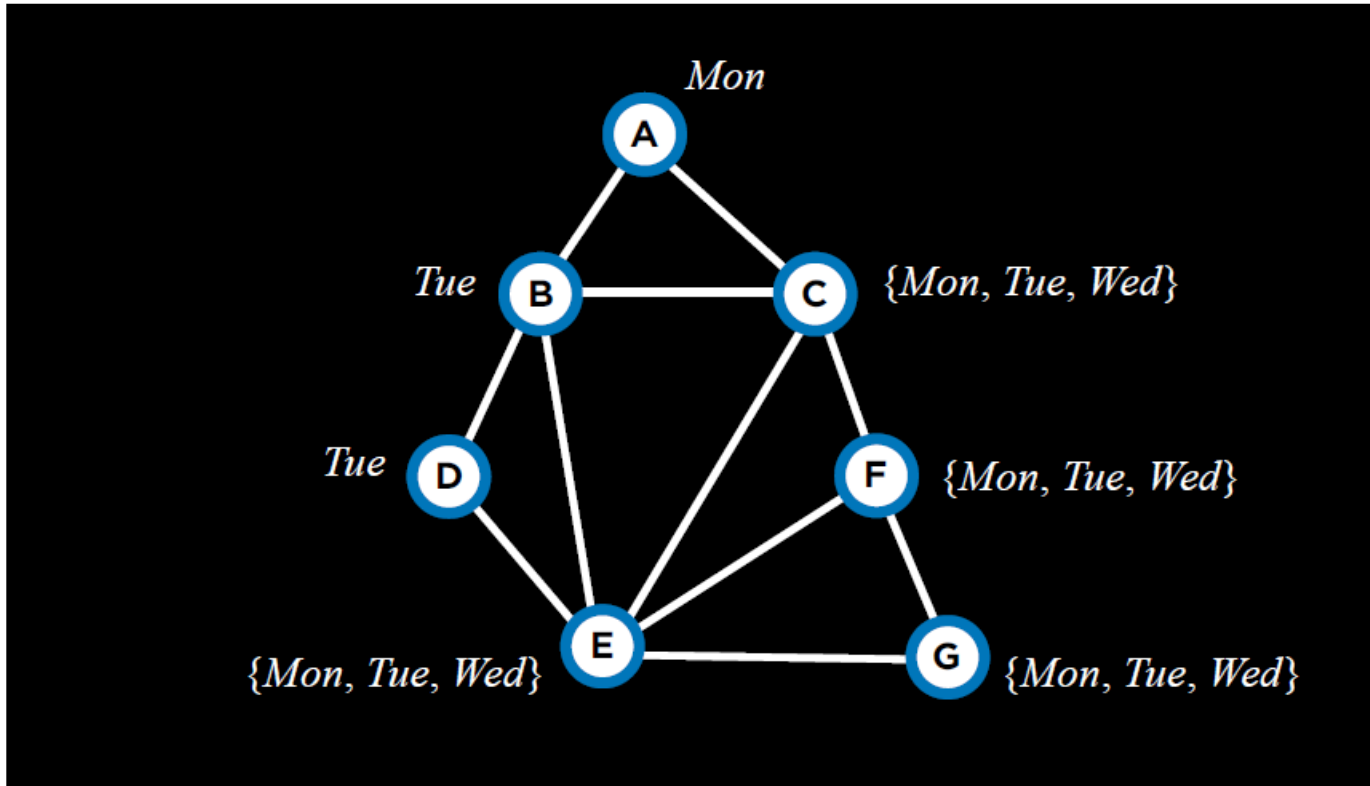 Mon
A
Tue
B
C
{Mon, Tue, Wed}
Tue
D
F
{Mon, Tue, Wed}
{Mon, Tue, Wed}
E
G
{Mon, Tue, Wed}